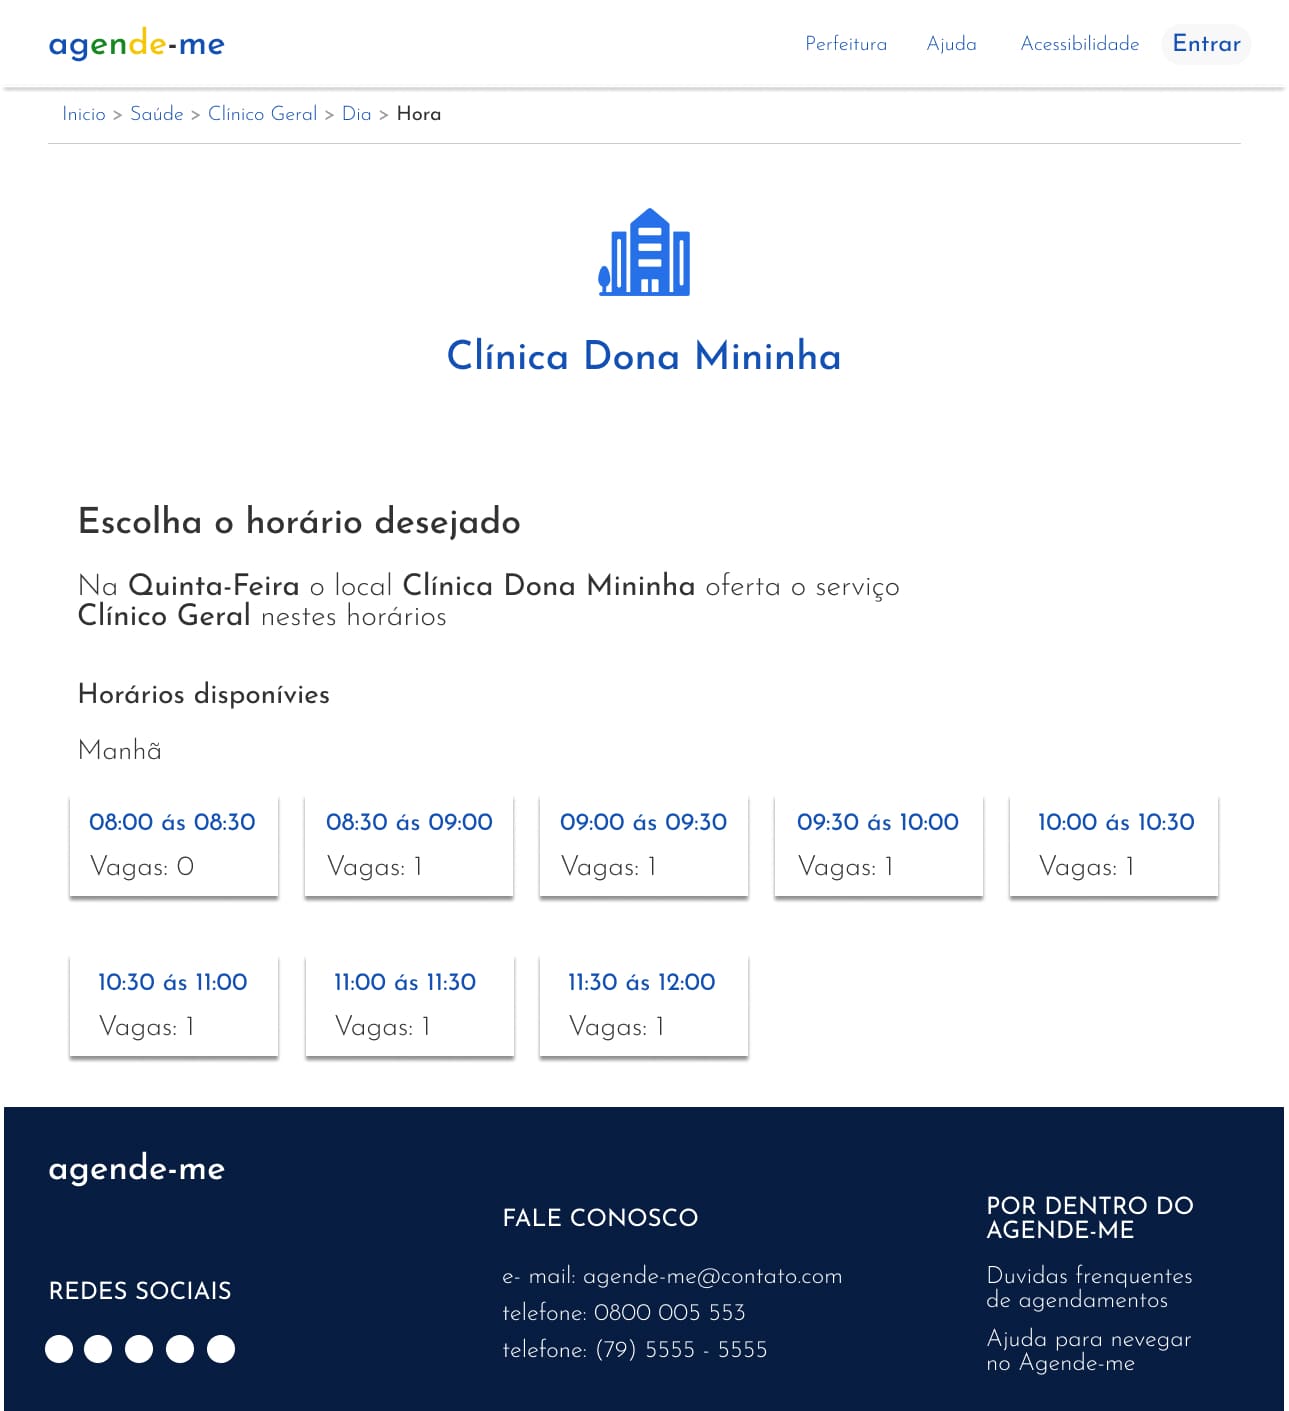 agende-me
Perfeitura Ajuda Acessibilidade Entrar
Inicio > Saúde > Clínico Geral > Dia > Hora
Clínica Dona Mininha
Escolha o horário desejado
Na Quinta-Feira o local Clínica Dona Mininha oferta o serviço
Clínico Geral nestes horários
Horários disponívies
Manhã
08:00 ás 08:30
Vagas: 0
08:30 ás 09:00
Vagas: 1
09:00 ás 09:30
Vagas: 1
09:30 ás 10:00
Vagas: 1
10:00 ás 10:30
Vagas: 1
10:30 ás 11:00
Vagas: 1
11:00 ás 11:30
Vagas: 1
11:30 ás 12:00
Vagas: 1
agende-me
REDES SOCIAIS
FALE CONOSCO
e- mail: agende-me@contato.com
telefone: 0800 005 553
telefone: (79) 5555 - 5555
POR DENTRO DO
AGENDE-ME
Duvidas frenquentes
de agendamentos
Ajuda para nevegar
no Agende-me